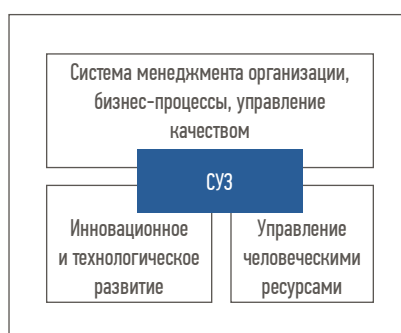 Система менеджмента организации,
бизнес-процессы, управление
качеством
СУЗ
Инновационное
и технологическое
развитие
Управление
человеческими
ресурсами